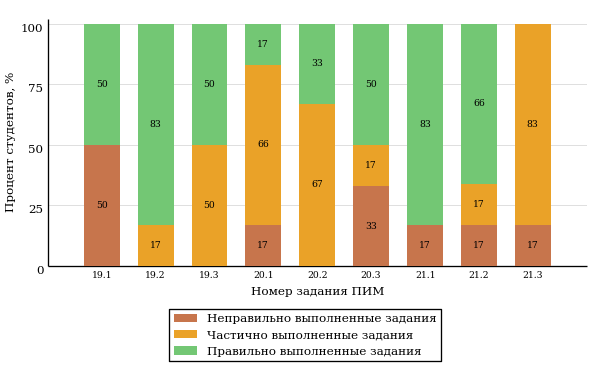 100
75
50
25
0
Процент студентов, %
50 83 50 17 33 50 83 66 83
50 17 50 66 67 17 17 17 17
17 33 17
19.1 19.2 19.3 20.1 20.2 20.3 21.1 21.2 21.3
Номер задания ПИМ
Неправильно выполненные задания
Частично выполненные задания
Правильно выполненные задания